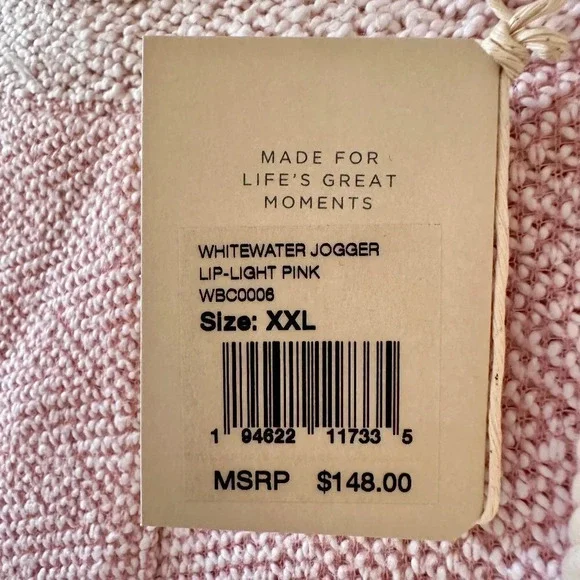 MADE FOR
LIFE'S GREAT
MOMENTS
WHITEWATER JOGGER
LIP-LIGHT PINK
WBC0006
Size: XXL
1 94622 11733 5
MSRP $148.00